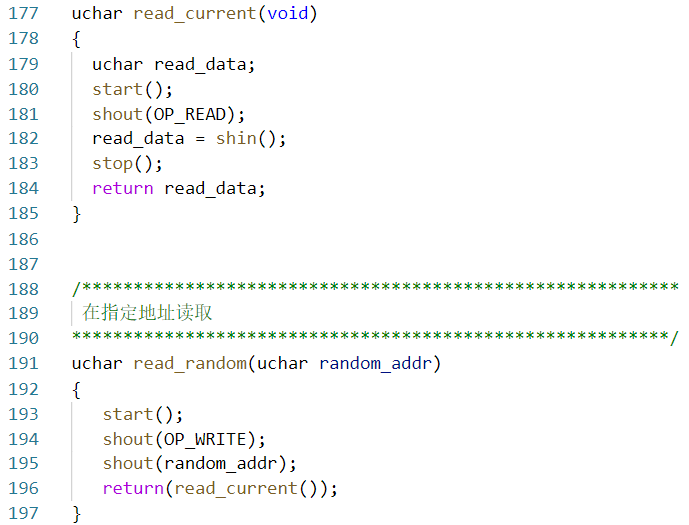 177 uchar read_current(void)
178 {
179   uchar read_data;
180   start();
181   shout(OP_READ);
182   read_data = shin();
183   stop();
184   return read_data;
185 }
186
187
188 /**********************************************************
189  在指定地址读取
190 **********************************************************/
191 uchar read_random(uchar random_addr)
192 {
193    start();
194    shout(OP_WRITE);
195    shout(random_addr);
196    return(read_current());
197 }